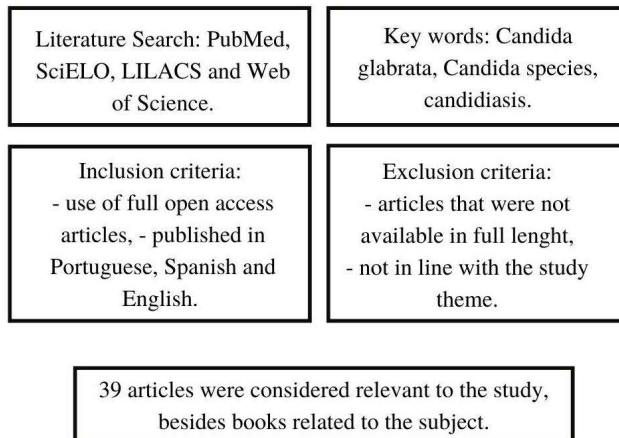 Literature Search: PubMed,
SciELO, LILACS and Web
of Science.
Key words: Candida
glabrata, Candida species,
candidiasis.
Inclusion criteria:
- use of full open access
articles, - published in
Portuguese, Spanish and
English.
Exclusion criteria:
- articles that were not
available in full lenght,
- not in line with the study
theme.
39 articles were considered relevant to the study,
besides books related to the subject.